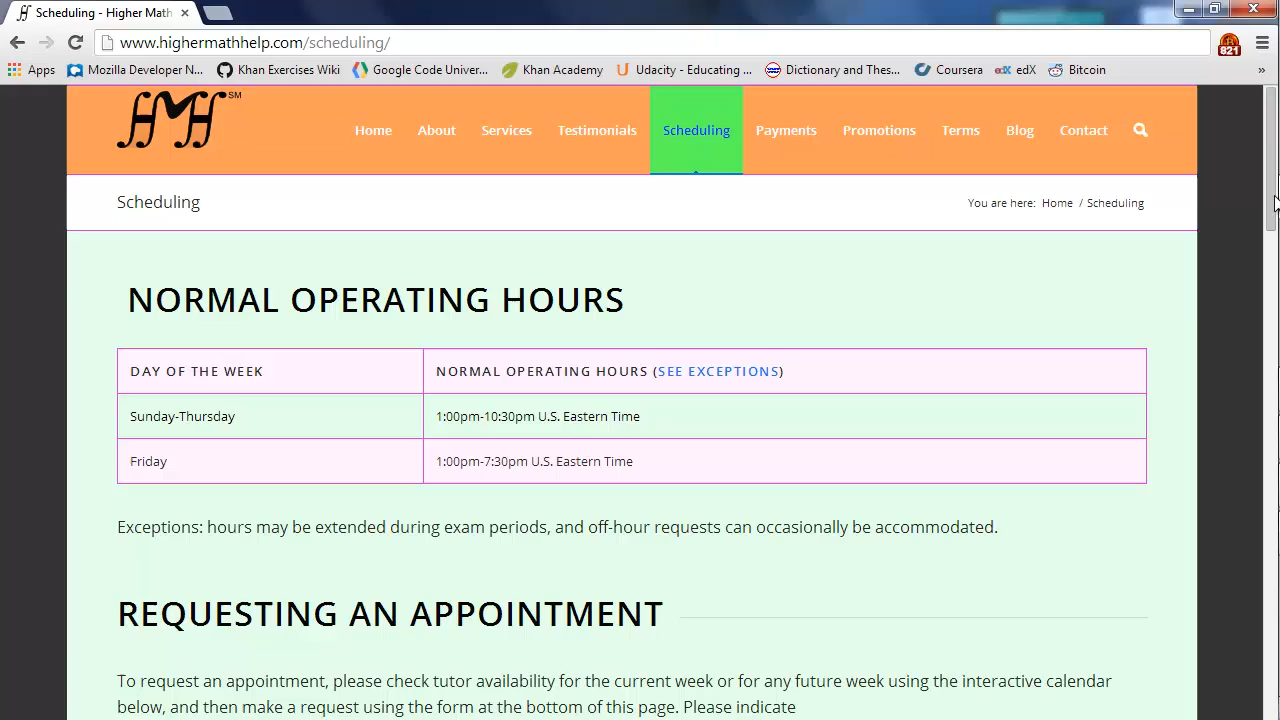 Scheduling - Higher Math
www.highermathhelp.com/scheduling/
821
Apps Mozilla Developer N... Khan Exercises Wiki Google Code Univer... Khan Academy Udacity - Educating ... Dictionary and Thes... Coursera edX Bitcoin »
HMH SM
Home About Services Testimonials Scheduling Payments Promotions Terms Blog Contact
Scheduling
You are here: Home / Scheduling
NORMAL OPERATING HOURS
DAY OF THE WEEK NORMAL OPERATING HOURS (SEE EXCEPTIONS)
Sunday-Thursday 1:00pm-10:30pm U.S. Eastern Time
Friday 1:00pm-7:30pm U.S. Eastern Time
Exceptions: hours may be extended during exam periods, and off-hour requests can occasionally be accommodated.
REQUESTING AN APPOINTMENT
To request an appointment, please check tutor availability for the current week or for any future week using the interactive calendar
below, and then make a request using the form at the bottom of this page. Please indicate